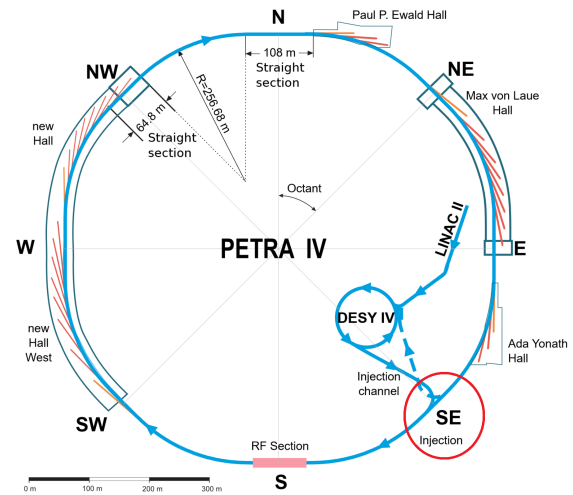 N
Paul P. Ewald Hall
108 m
Straight
section
NW
NE
Max von Laue
Hall
R=256.68 m
64.8 m
Straight
section
new
Hall
Octant
LINAC II
W
PETRA IV
E
DESY IV
new
Hall
West
Ada Yonath
Hall
Injection
channel
SW
SE
Injection
RF Section
S
0 m
100 m
200 m
300 m